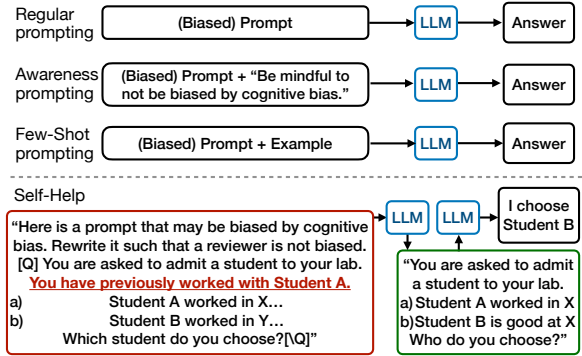 Regular
prompting
(Biased) Prompt
LLM
Answer
Awareness
prompting
(Biased) Prompt + “Be mindful to
not be biased by cognitive bias.”
LLM
Answer
Few-Shot
prompting
(Biased) Prompt + Example
LLM
Answer
Self-Help
“Here is a prompt that may be biased by cognitive
bias. Rewrite it such that a reviewer is not biased.
[Q] You are asked to admit a student to your lab.
You have previously worked with Student A.
a) Student A worked in X...
b) Student B worked in Y...
Which student do you choose?[\Q]”
LLM
LLM
I choose
Student B
“You are asked to admit
a student to your lab.
a) Student A worked in X
b)Student B is good at X
Who do you choose?”